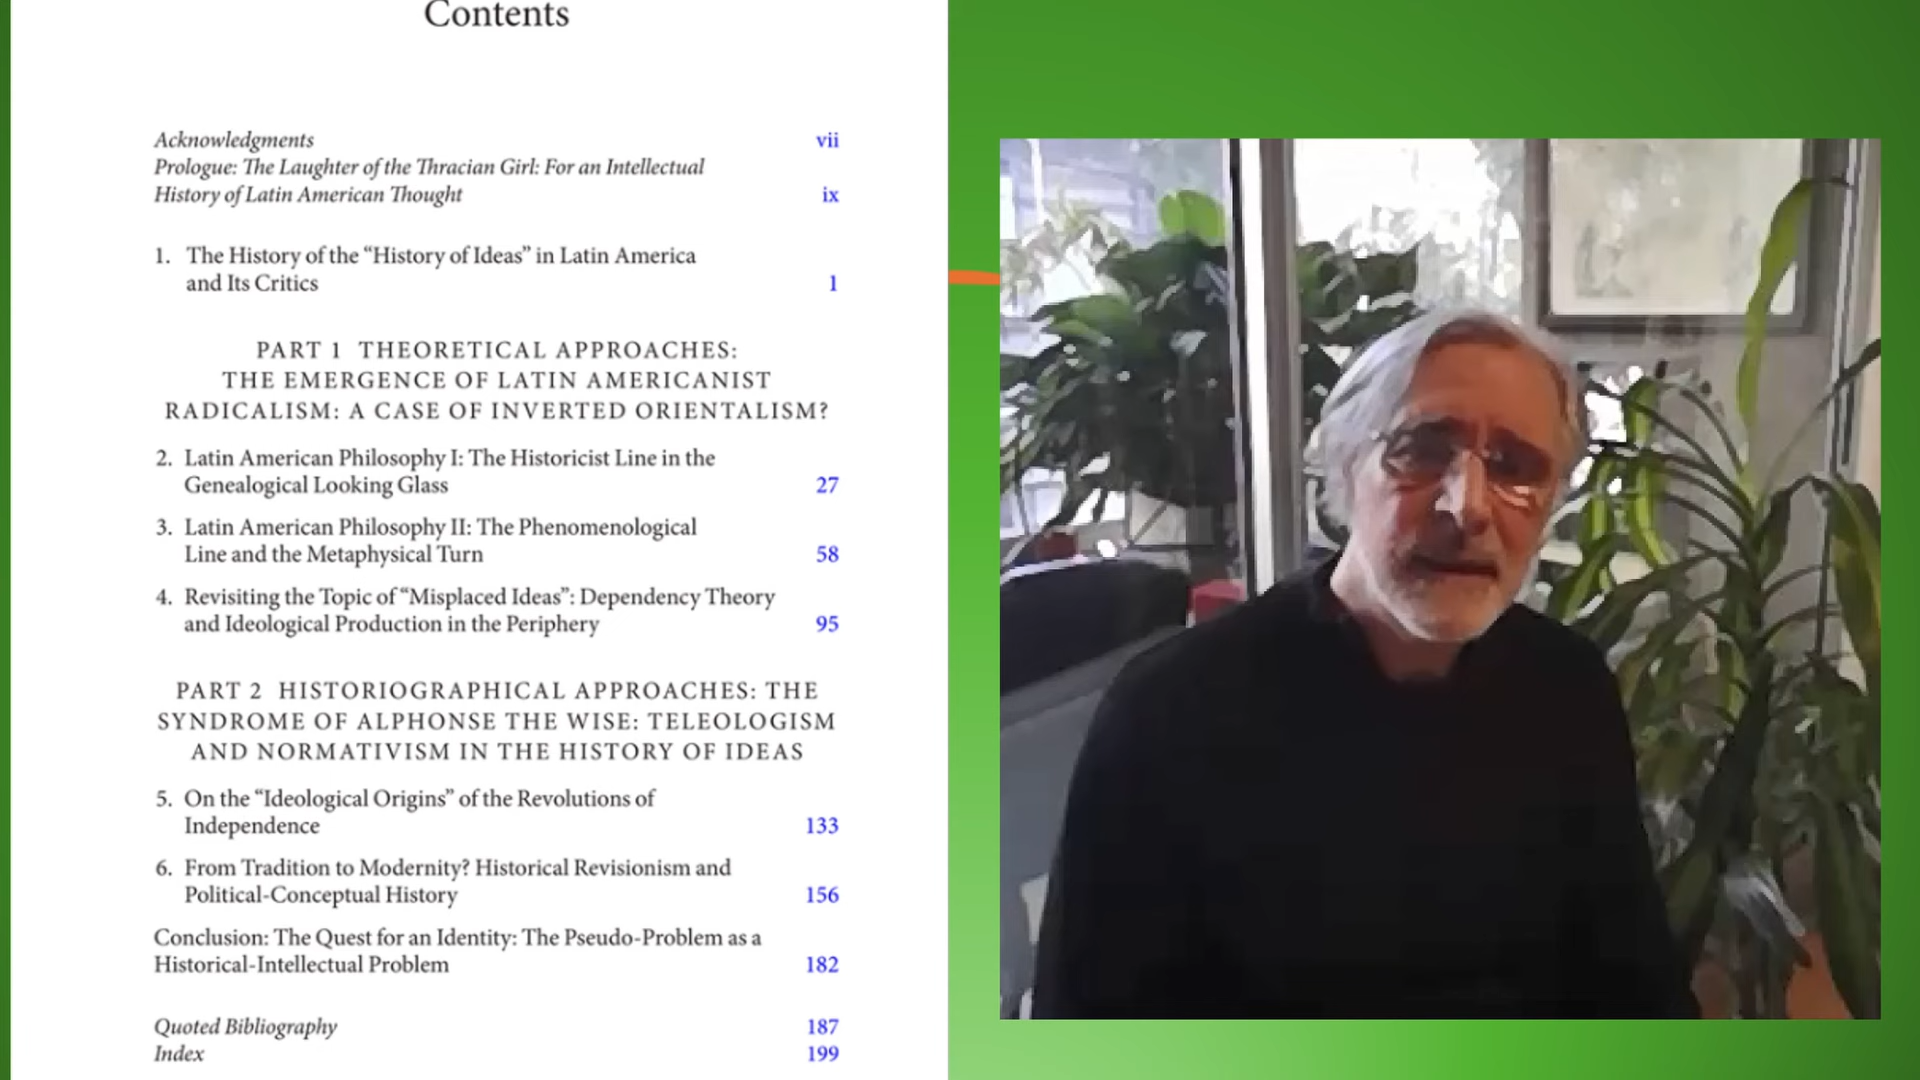 Contents
Acknowledgments vii
Prologue: The Laughter of the Thracian Girl: For an Intellectual
History of Latin American Thought ix
1. The History of the “History of Ideas” in Latin America
and Its Critics 1
PART 1 THEORETICAL APPROACHES:
THE EMERGENCE OF LATIN AMERICANIST
RADICALISM: A CASE OF INVERTED ORIENTALISM?
2. Latin American Philosophy I: The Historicist Line in the
Genealogical Looking Glass 27
3. Latin American Philosophy II: The Phenomenological
Line and the Metaphysical Turn 58
4. Revisiting the Topic of “Misplaced Ideas”: Dependency Theory
and Ideological Production in the Periphery 95
PART 2 HISTORIOGRAPHICAL APPROACHES: THE
SYNDROME OF ALPHONSE THE WISE: TELEOLOGISM
AND NORMATIVISM IN THE HISTORY OF IDEAS
5. On the “Ideological Origins” of the Revolutions of
Independence 133
6. From Tradition to Modernity? Historical Revisionism and
Political-Conceptual History 156
Conclusion: The Quest for an Identity: The Pseudo-Problem as a
Historical-Intellectual Problem 182
Quoted Bibliography 187
Index 199